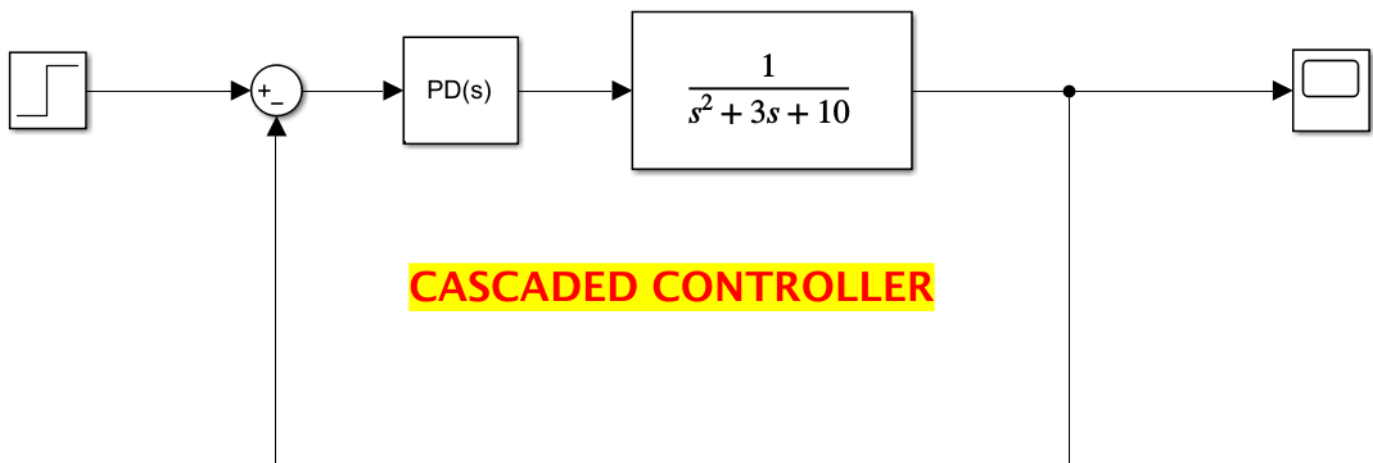 +
−
PD(s)
1
s² + 3s + 10
CASCADED CONTROLLER